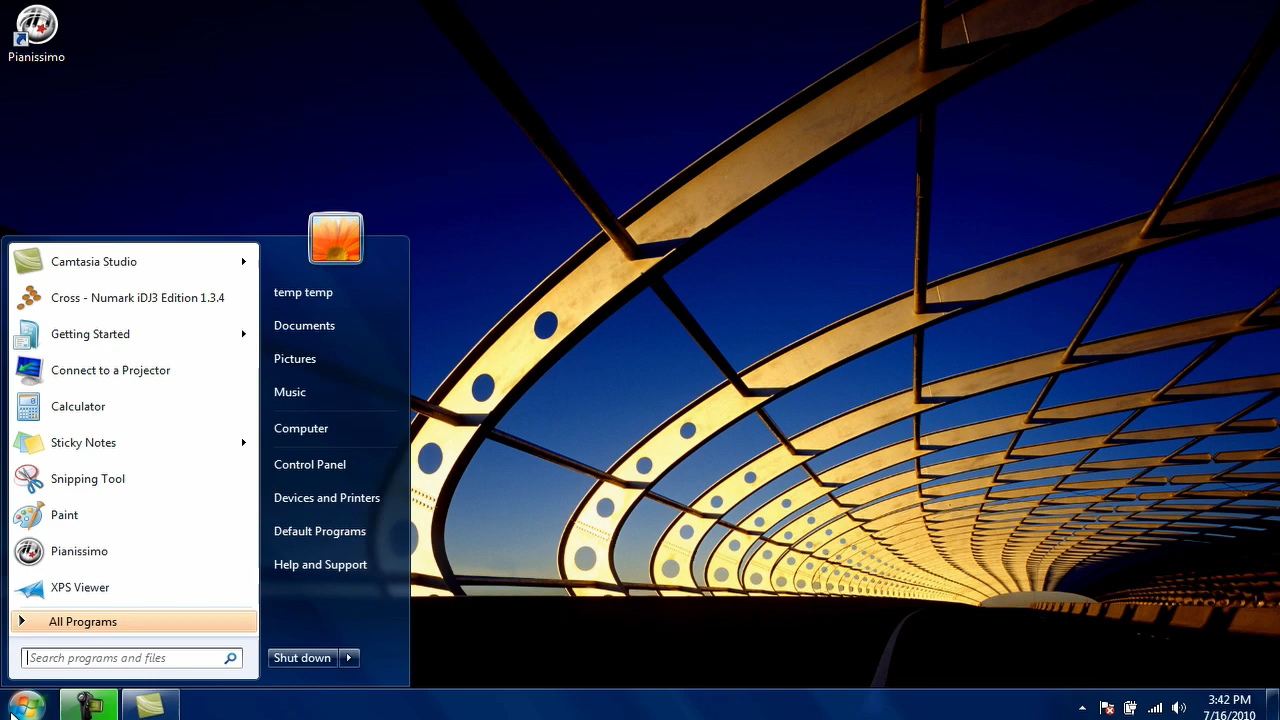 Pianissimo
Camtasia Studio
Cross - Numark iDJ3 Edition 1.3.4
Getting Started
Connect to a Projector
Calculator
Sticky Notes
Snipping Tool
Paint
Pianissimo
XPS Viewer
All Programs
Search programs and files
temp temp
Documents
Pictures
Music
Computer
Control Panel
Devices and Printers
Default Programs
Help and Support
Shut down
3:42 PM
7/16/2010